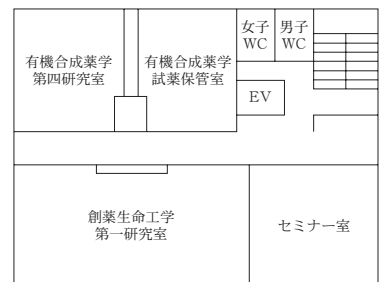 有機合成薬学
第四研究室
有機合成薬学
試薬保管室
女子
WC
男子
WC
EV
創薬生命工学
第一研究室
セミナー室